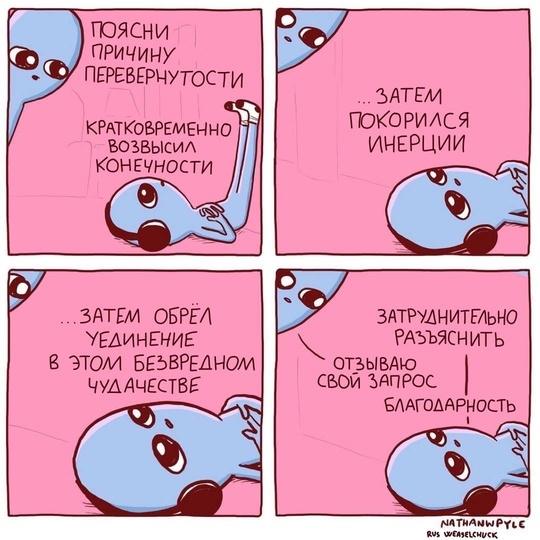 ПОЯСНИ
ПРИЧИНУ
ПЕРЕВЕРНУТОСТИ
КРАТКОВРЕМЕННО
ВОЗВЫСИЛ
КОНЕЧНОСТИ
...ЗАТЕМ
ПОКОРИЛСЯ
ИНЕРЦИИ
...ЗАТЕМ ОБРЁЛ
УЕДИНЕНИЕ
В ЭТОМ БЕЗВРЕДНОМ
ЧУДАЧЕСТВЕ
ЗАТРУДНИТЕЛЬНО
РАЗЪЯСНИТЬ
ОТЗЫВАЮ
СВОЙ ЗАПРОС
БЛАГОДАРНОСТЬ
NATHANWPYLE
RUS WEASELCHUCK